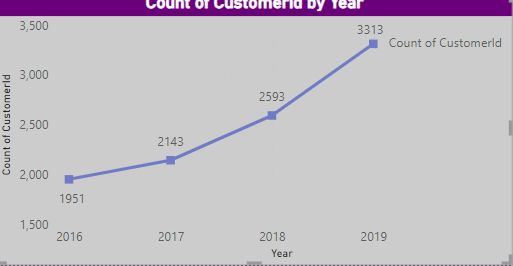 Count of CustomerId by Year
3,500
3,000
2,500
2,000
1,500
Count of CustomerId
1951
2143
2593
3313
Count of CustomerId
2016 2017 2018 2019
Year